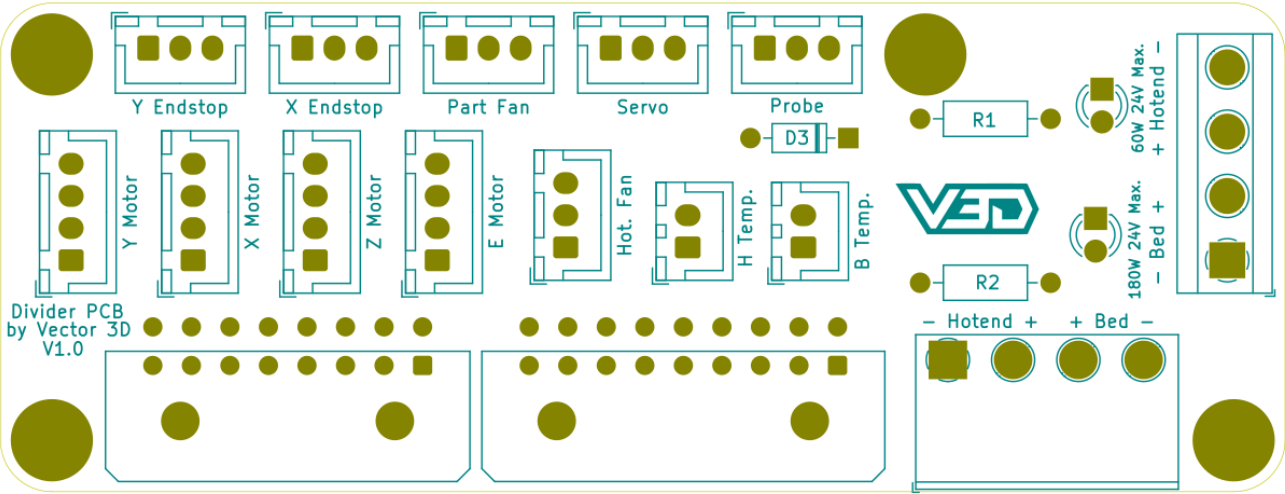 Y Endstop
X Endstop
Part Fan
Servo
Probe
D3
R1
60W 24V Max.
+ Hotend -
Y Motor
X Motor
Z Motor
E Motor
Hot. Fan
H Temp.
B Temp.
V3D
180W 24V Max.
- Bed +
R2
Divider PCB
by Vector 3D
V1.0
- Hotend +
+ Bed -